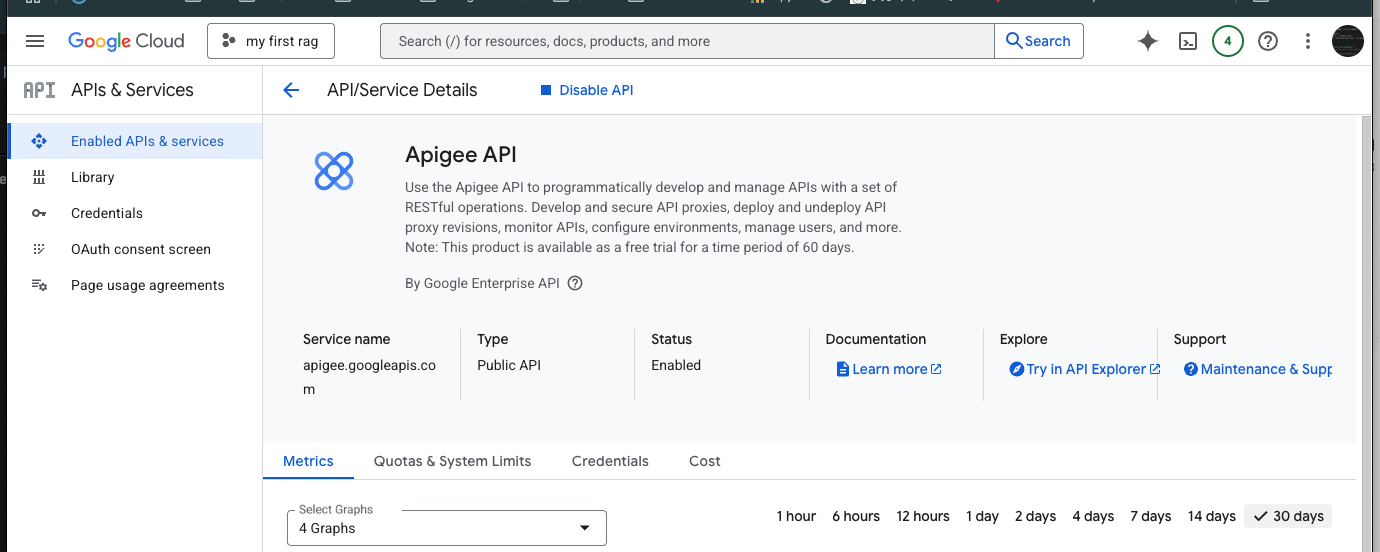 Google Cloud
my first rag
Search (/) for resources, docs, products, and more
Search
4
API
APIs & Services
API/Service Details
Disable API
Enabled APIs & services
Library
Credentials
OAuth consent screen
Page usage agreements
Apigee API
Use the Apigee API to programmatically develop and manage APIs with a set of
RESTful operations. Develop and secure API proxies, deploy and undeploy API
proxy revisions, monitor APIs, configure environments, manage users, and more.
Note: This product is available as a free trial for a time period of 60 days.
By Google Enterprise API
Service name
apigee.googleapis.co
m
Type
Public API
Status
Enabled
Documentation
Learn more
Explore
Try in API Explorer
Support
Maintenance & Supp
Metrics
Quotas & System Limits
Credentials
Cost
Select Graphs
4 Graphs
1 hour 6 hours 12 hours 1 day 2 days 4 days 7 days 14 days 30 days